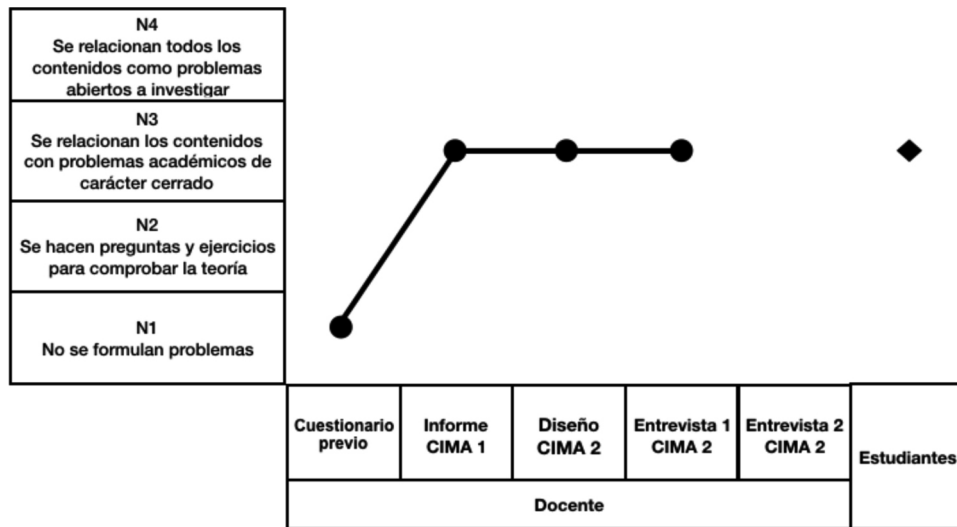 N4
Se relacionan todos los
contenidos como problemas
abiertos a investigar
N3
Se relacionan los contenidos
con problemas académicos de
carácter cerrado
N2
Se hacen preguntas y ejercicios
para comprobar la teoría
N1
No se formulan problemas
Cuestionario
previo
Informe
CIMA 1
Diseño
CIMA 2
Entrevista 1
CIMA 2
Entrevista 2
CIMA 2
Estudiantes
Docente